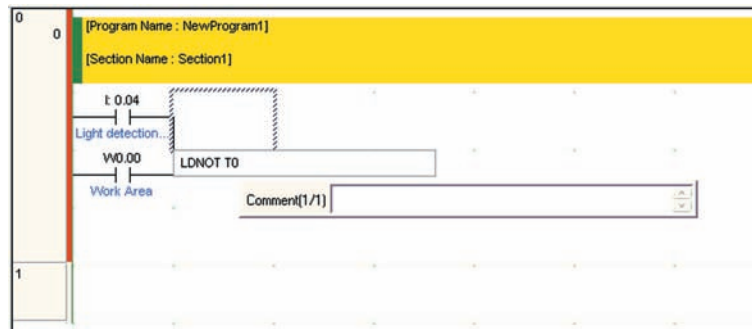 0
0
[Program Name : NewProgram1]
[Section Name : Section1]
I: 0.04
Light detection...
W0.00
LDNOT T0
Work Area
Comment(1/1)
1